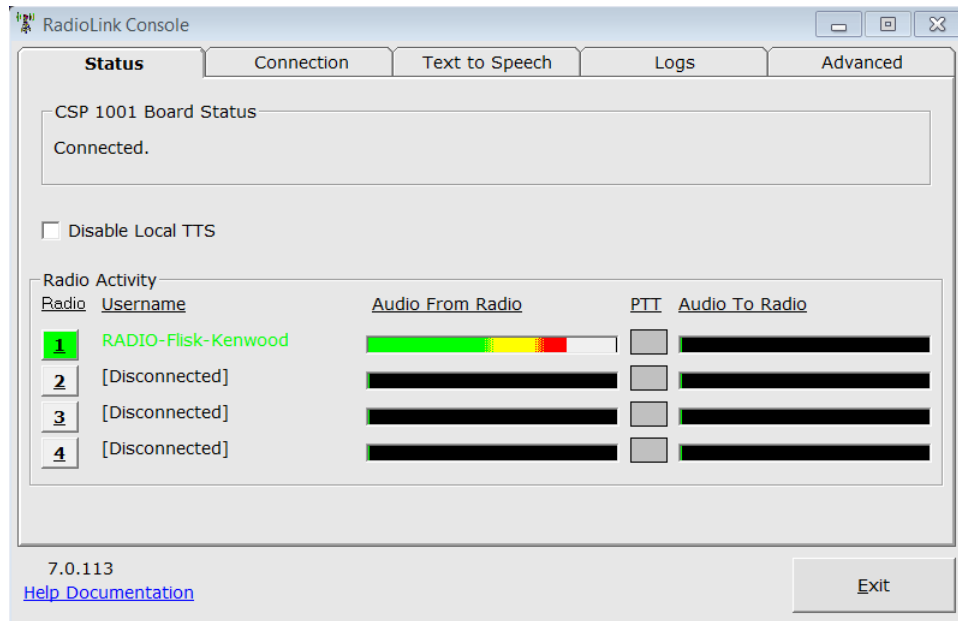 RadioLink Console
Status Connection Text to Speech Logs Advanced
CSP 1001 Board Status
Connected.
Disable Local TTS
Radio Activity
Radio Username Audio From Radio PTT Audio To Radio
1 RADIO-Flisk-Kenwood
2 [Disconnected]
3 [Disconnected]
4 [Disconnected]
7.0.113
Help Documentation
Exit